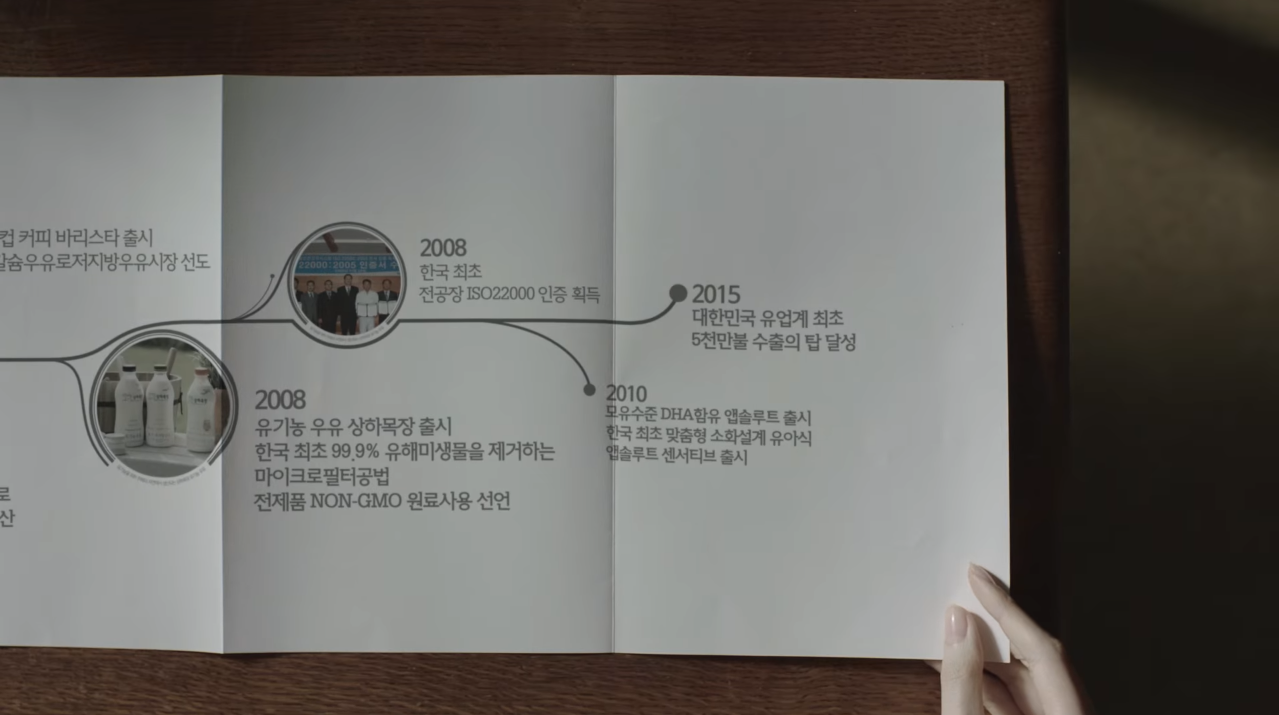 컵 커피 바리스타 출시
칼슘우유로저지방우유시장 선도
로
산
22000:2005 인증서 수
2008
한국 최초
전공장 ISO22000 인증 획득
2008
유기농 우유 상하목장 출시
한국 최초 99.9% 유해미생물을 제거하는
마이크로필터공법
전제품 NON-GMO 원료사용 선언
2015
대한민국 유업계 최초
5천만불 수출의 탑 달성
2010
모유수준 DHA함유 앱솔루트 출시
한국 최초 맞춤형 소화설계 유아식
앱솔루트 센서티브 출시